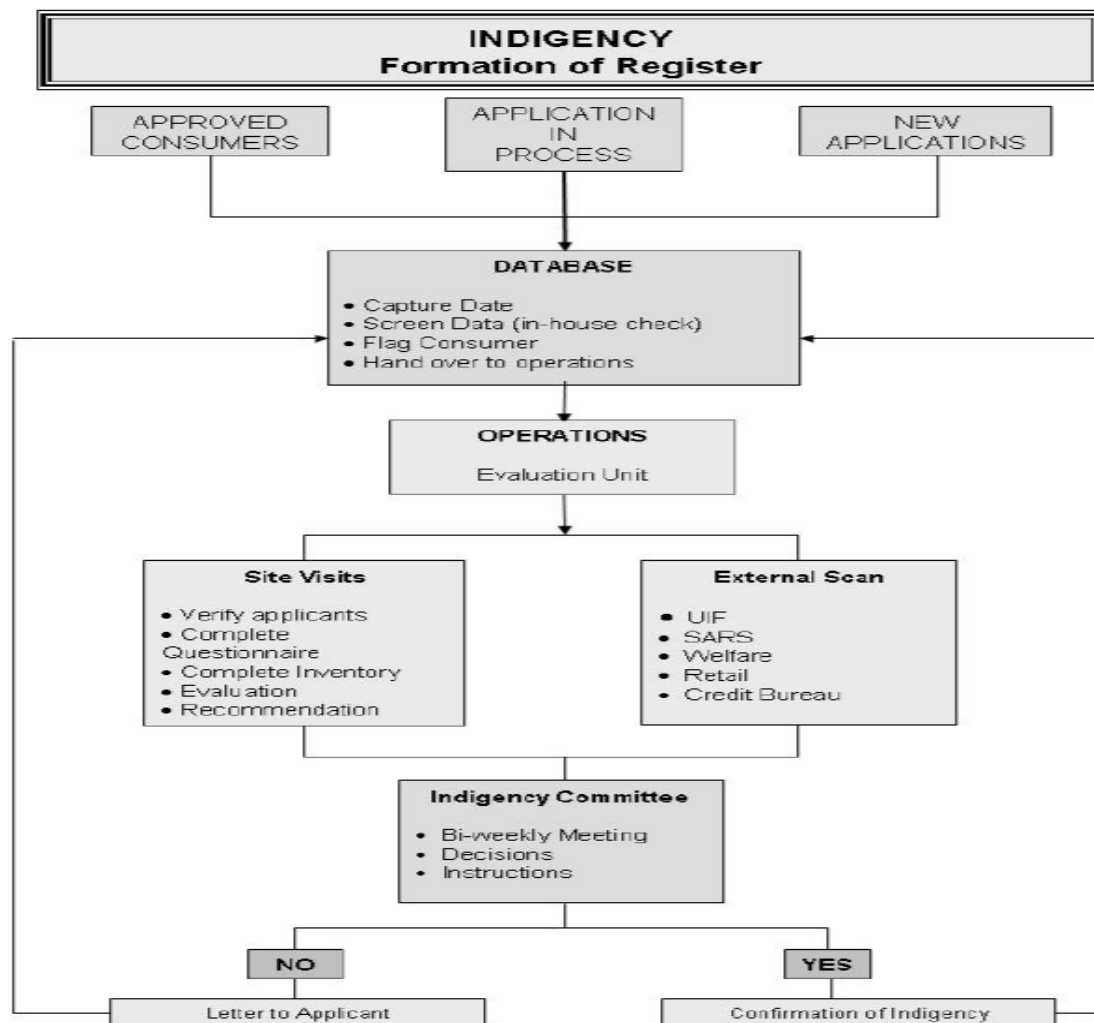 INDIGENCY
Formation of Register
APPROVED
CONSUMERS
APPLICATION
IN
PROCESS
NEW
APPLICATIONS
DATABASE
• Capture Date
• Screen Data (in-house check)
• Flag Consumer
• Hand over to operations
OPERATIONS
Evaluation Unit
Site Visits
• Verify applicants
• Complete
Questionnaire
• Complete Inventory
• Evaluation
• Recommendation
External Scan
• UIF
• SARS
• Welfare
• Retail
• Credit Bureau
Indigency Committee
• Bi-weekly Meeting
• Decisions
• Instructions
NO
YES
Letter to Applicant
Confirmation of Indigency